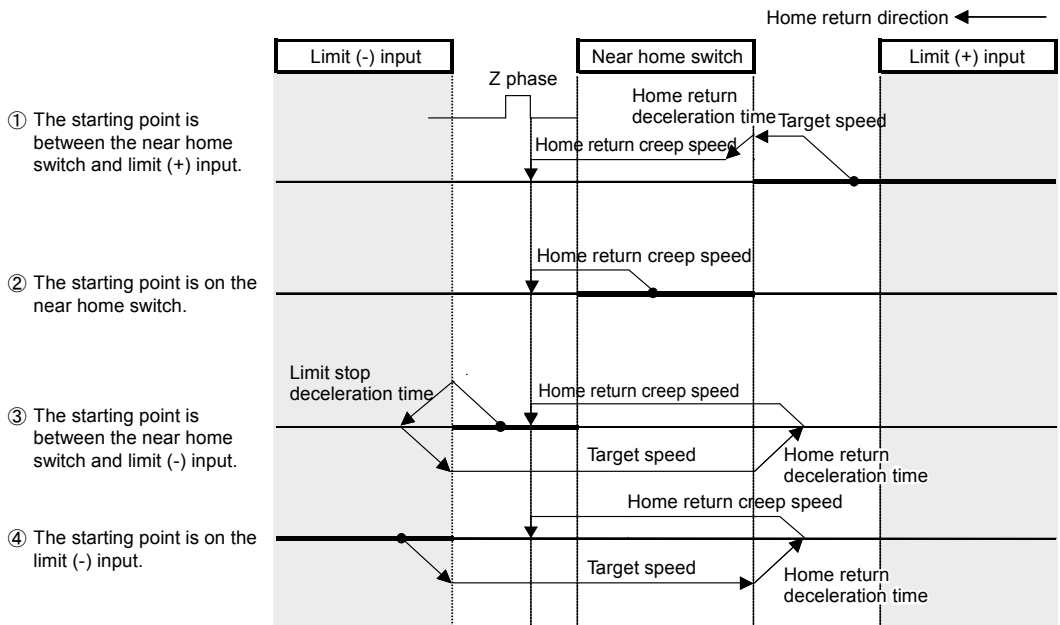 Home return direction
Limit (-) input
Near home switch
Limit (+) input
Z phase
① The starting point is
between the near home
switch and limit (+) input.
Home return
deceleration time
Target speed
Home return creep speed
② The starting point is on the
near home switch.
Home return creep speed
③ The starting point is
between the near home
switch and limit (-) input.
Limit stop
deceleration time
Home return creep speed
Target speed
Home return
deceleration time
④ The starting point is on the
limit (-) input.
Home return creep speed
Target speed
Home return
deceleration time